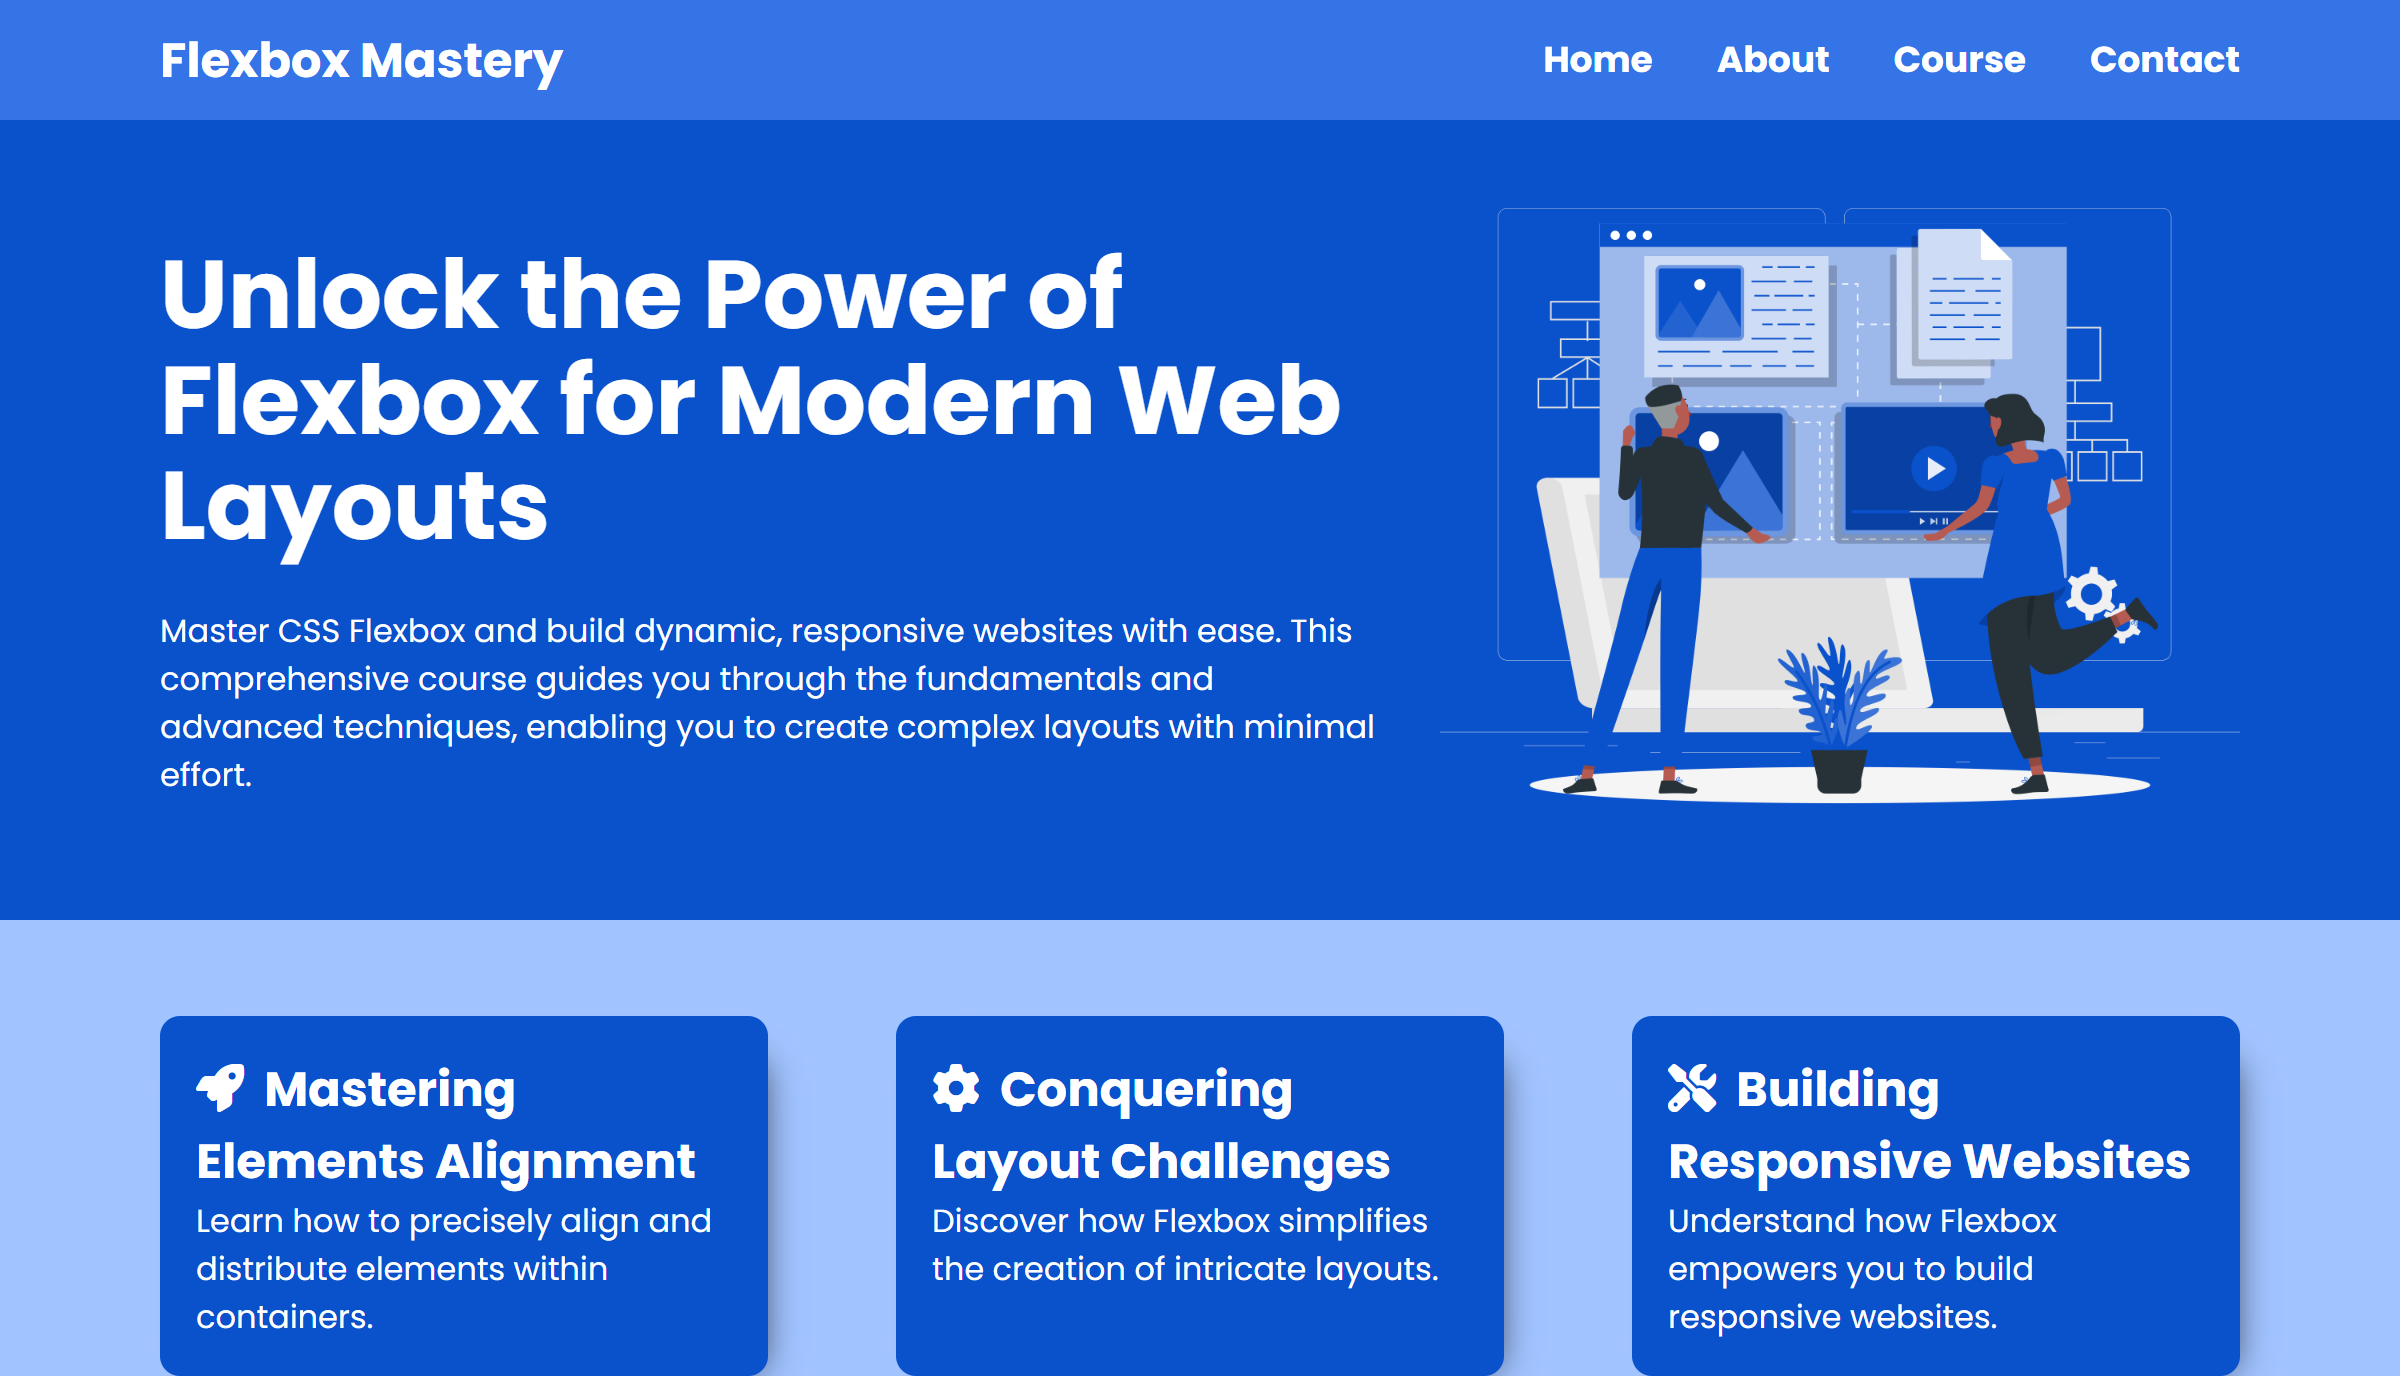 Flexbox Mastery
Home About Course Contact
Unlock the Power of
Flexbox for Modern Web
Layouts
Master CSS Flexbox and build dynamic, responsive websites with ease. This
comprehensive course guides you through the fundamentals and
advanced techniques, enabling you to create complex layouts with minimal
effort.
Mastering
Elements Alignment
Learn how to precisely align and
distribute elements within
containers.
Conquering
Layout Challenges
Discover how Flexbox simplifies
the creation of intricate layouts.
Building
Responsive Websites
Understand how Flexbox
empowers you to build
responsive websites.